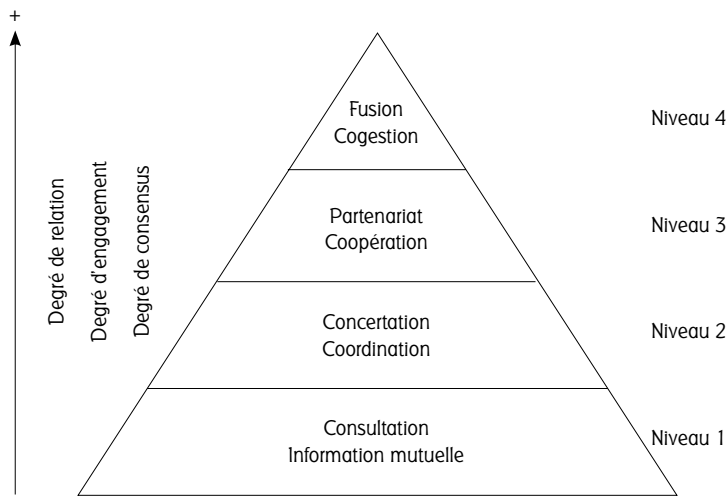 +
Fusion
Cogestion
Niveau 4
Degré de relation
Degré d'engagement
Degré de consensus
Partenariat
Coopération
Niveau 3
Concertation
Coordination
Niveau 2
Consultation
Information mutuelle
Niveau 1